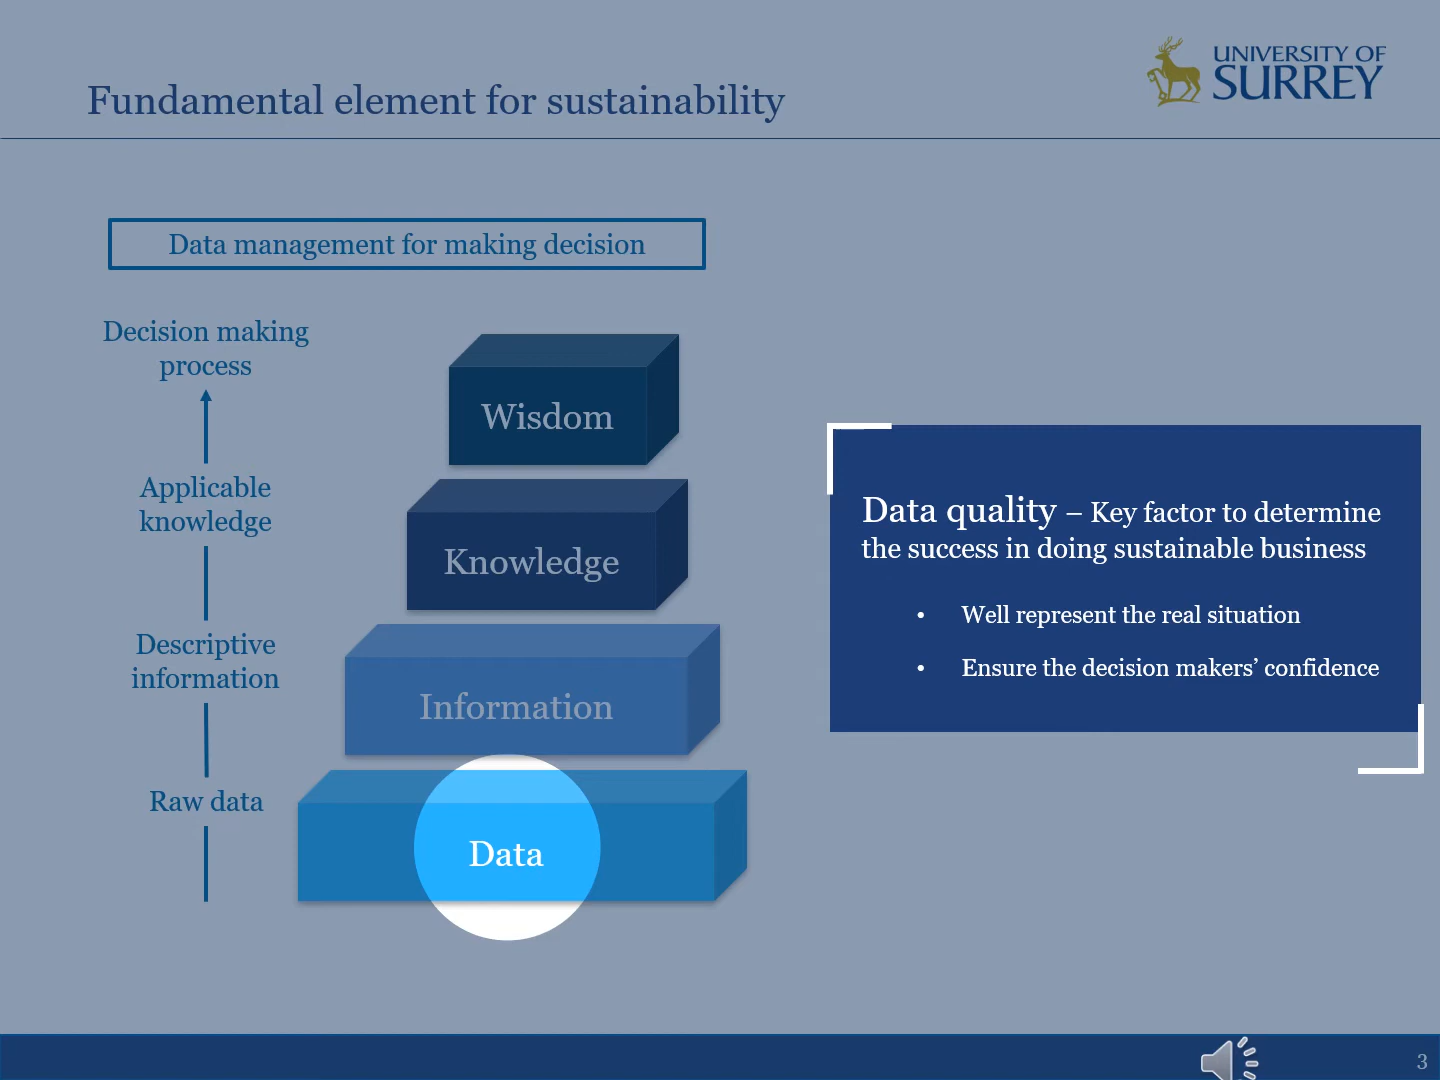 UNIVERSITY OF
SURREY
Fundamental element for sustainability
Data management for making decision
Decision making
process
Applicable
knowledge
Descriptive
information
Raw data
Wisdom
Knowledge
Information
Data
Data quality – Key factor to determine
the success in doing sustainable business
• Well represent the real situation
• Ensure the decision makers’ confidence
3